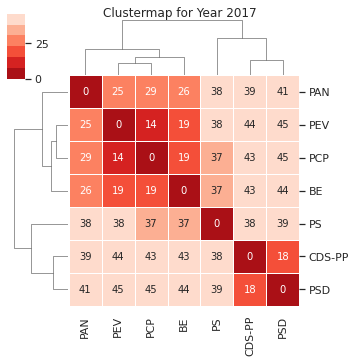 Clustermap for Year 2017
25
0
0 25 29 26 38 39 41 PAN
25 0 14 19 38 44 45 PEV
29 14 0 19 37 43 45 PCP
26 19 19 0 37 43 44 BE
38 38 37 37 0 38 39 PS
39 44 43 43 38 0 18 CDS-PP
41 45 45 44 39 18 0 PSD
PAN PEV PCP BE PS CDS-PP PSD